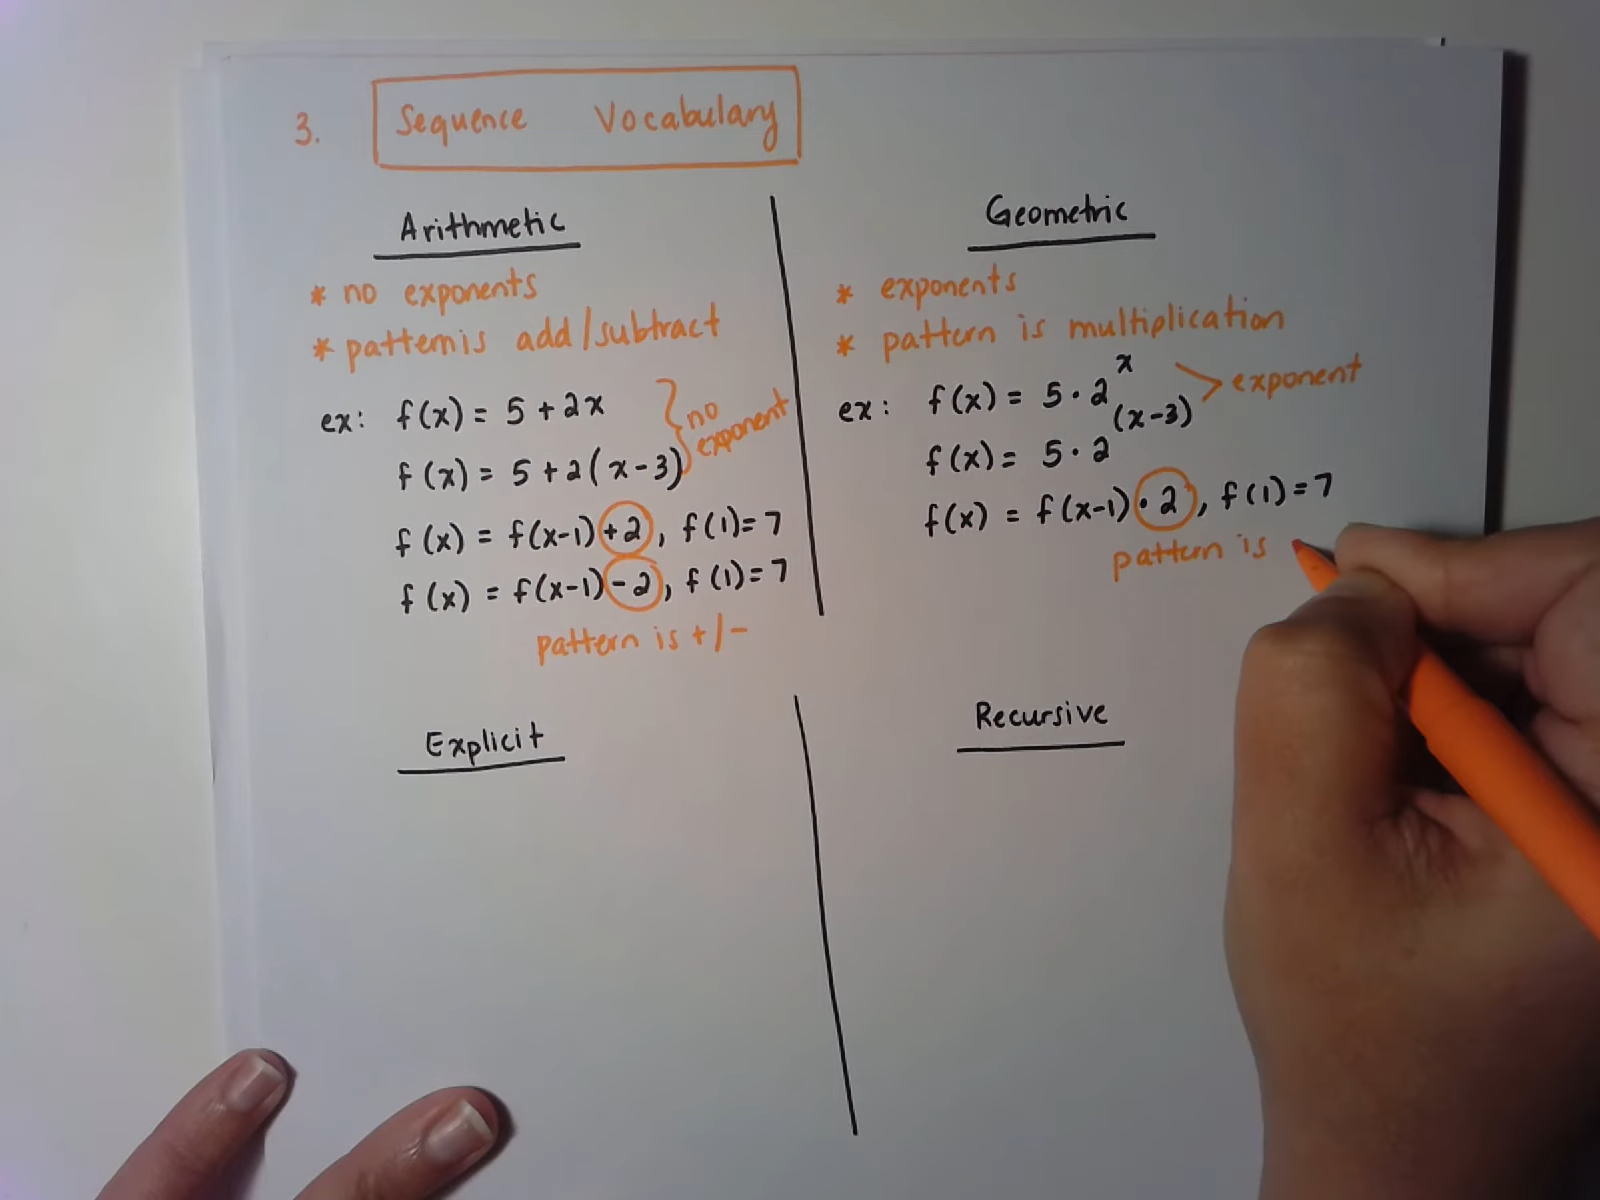 3. Sequence Vocabulary
Arithmetic
* no exponents
* pattern is add/subtract
ex: f(x) = 5 + 2x
f(x) = 5 + 2(x-3)
no
exponent
f(x) = f(x-1) +2, f(1)=7
f(x) = f(x-1) -2, f(1)=7
pattern is +/-
Geometric
* exponents
* pattern is multiplication
ex: f(x) = 5 · 2^x
f(x) = 5 · 2^(x-3)
> exponent
f(x) = f(x-1) · 2, f(1)=7
pattern is
Explicit
Recursive